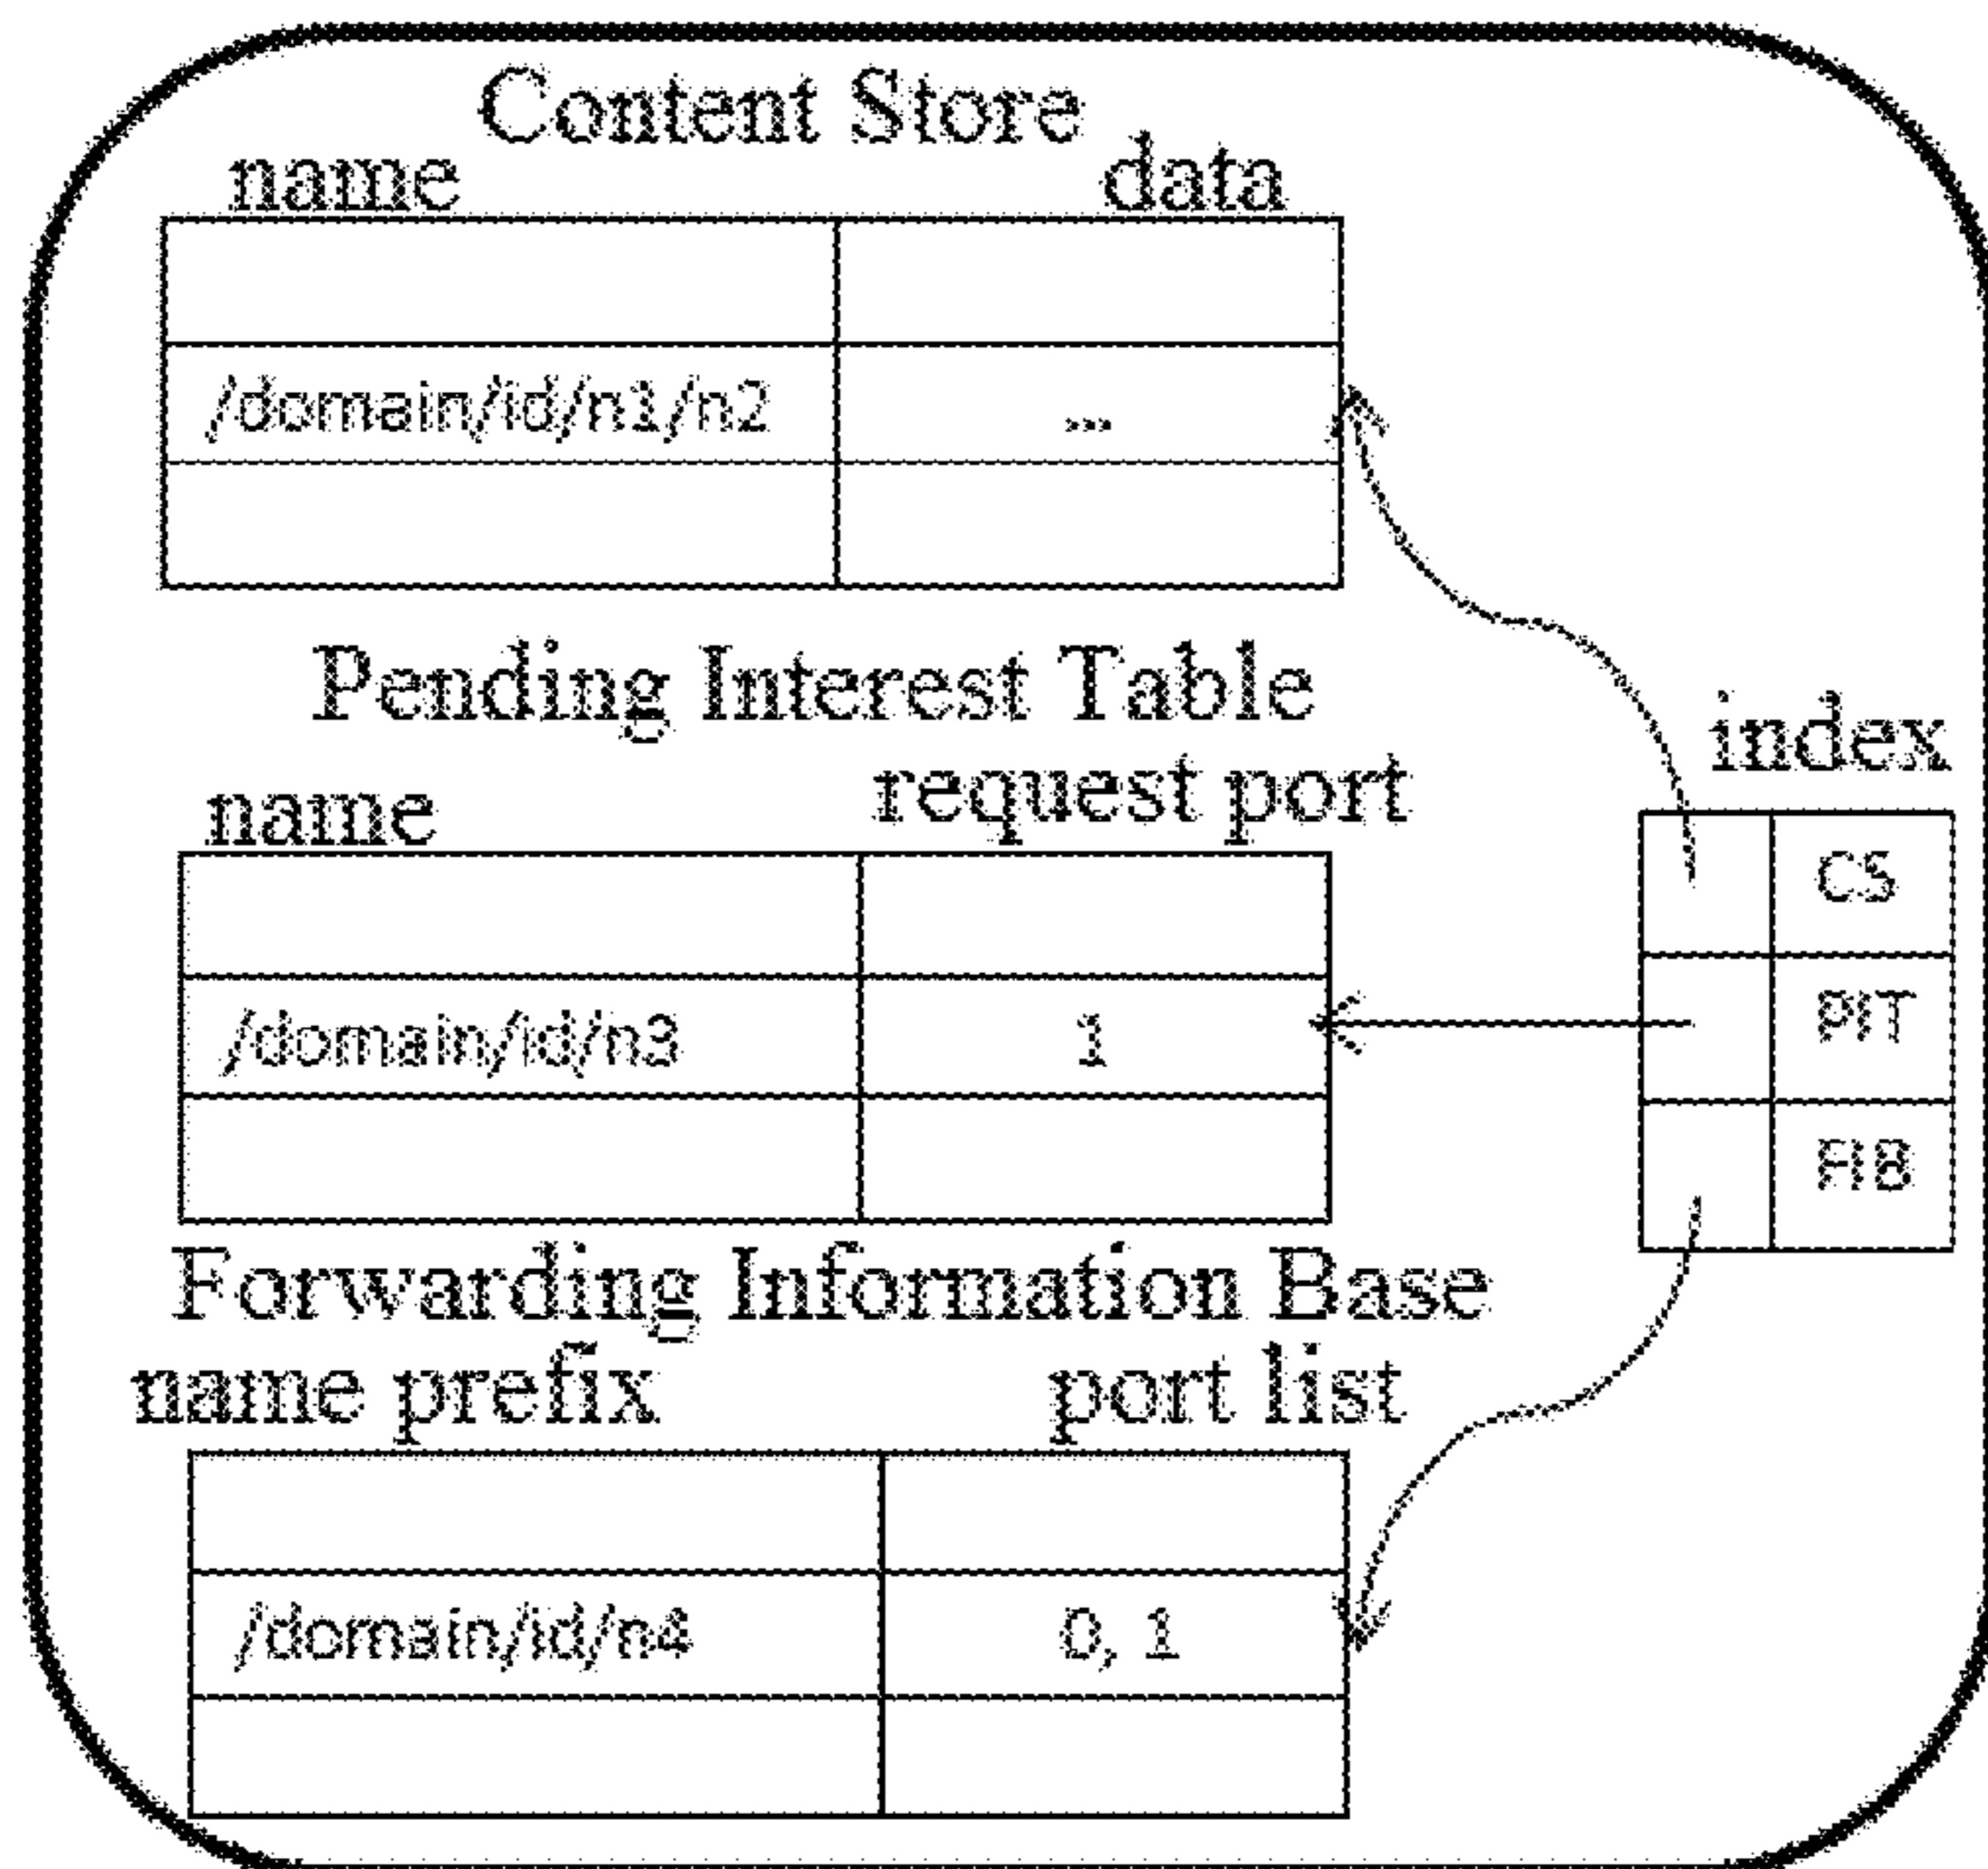 Content Store
name data
/domain/id/n1/n2 ...
Pending Interest Table
name request port
/domain/id/n3 1
Forwarding Information Base
name prefix port list
/domain/id/n4 0, 1
index
CS
PIT
FIB